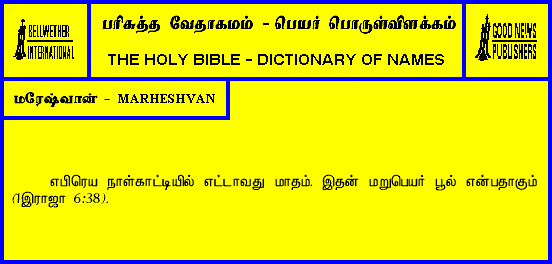 BELLWETHER
INTERNATIONAL
பரிசுத்த வேதாகமம் - பெயர் பொருள்விளக்கம்
THE HOLY BIBLE - DICTIONARY OF NAMES
GOOD NEWS
PUBLISHERS
மரேஷ்வான் - MARHESHVAN
எபிரெய நாள்காட்டியில் எட்டாவது மாதம். இதன் மறுபெயர் பூல் என்பதாகும்
(1இராஜா 6:38).